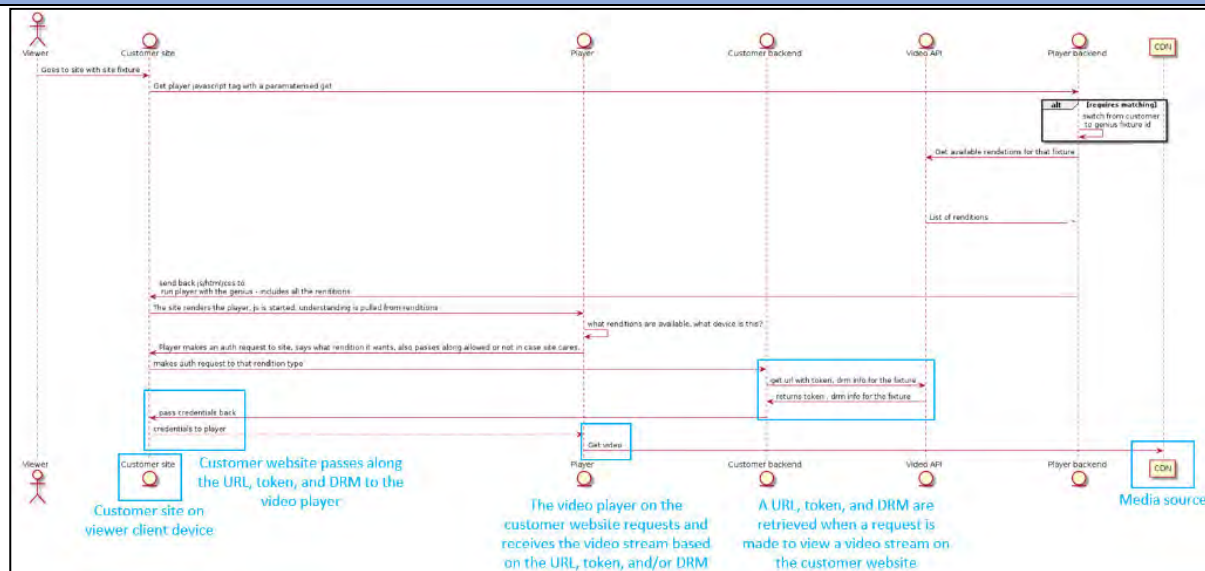 Viewer
Customer site
Player
Customer backend
Video API
Player backend
CDN
Goes to site with site fixture
Get player javascript tag with a paramaterised get
alt
[requires matching]
switch from customer
to genius fixture id
Get available renditions for that fixture
List of renditions
send back js/html/css to
run player with the genius - includes all the renditions
The site renders the player, js is started, understanding is pulled from renditions
what renditions are available, what device is this?
Player makes an auth request to site, says what rendition it wants, also passes along allowed or not in case site cares.
makes auth request to that rendition type
get url with token, drm info for the fixture
returns token , drm info for the fixture
pass credentials back
credentials to player
Get video
Viewer
Customer site
Player
Customer backend
Video API
Player backend
CDN
Customer site on
viewer client device
Customer website passes along
the URL, token, and DRM to the
video player
The video player on the
customer website requests and
receives the video stream based
on the URL, token, and/or DRM
A URL, token, and DRM are
retrieved when a request is
made to view a video stream on
the customer website
Media source